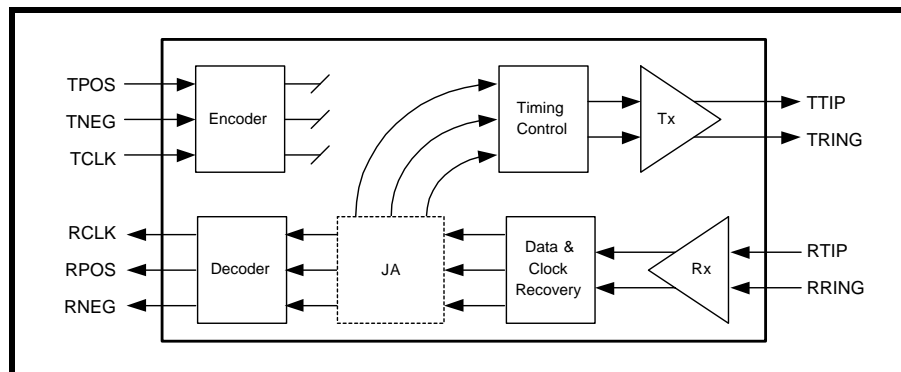 TPOS
TNEG
TCLK
Encoder
Timing
Control
Tx
TTIP
TRING
RCLK
RPOS
RNEG
Decoder
JA
Data &
Clock
Recovery
Rx
RTIP
RRING